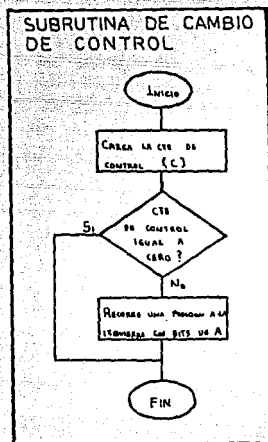 SUBRUTINA DE CAMBIO
DE CONTROL
INICIO
CARGA LA CTE DE
CONTROL (C)
CTE
DE CONTROL
IGUAL A
CERO?
SI
NO
RECORRE UNA POSICION A LA
IZQUIERDA LOS BITS DE A
FIN